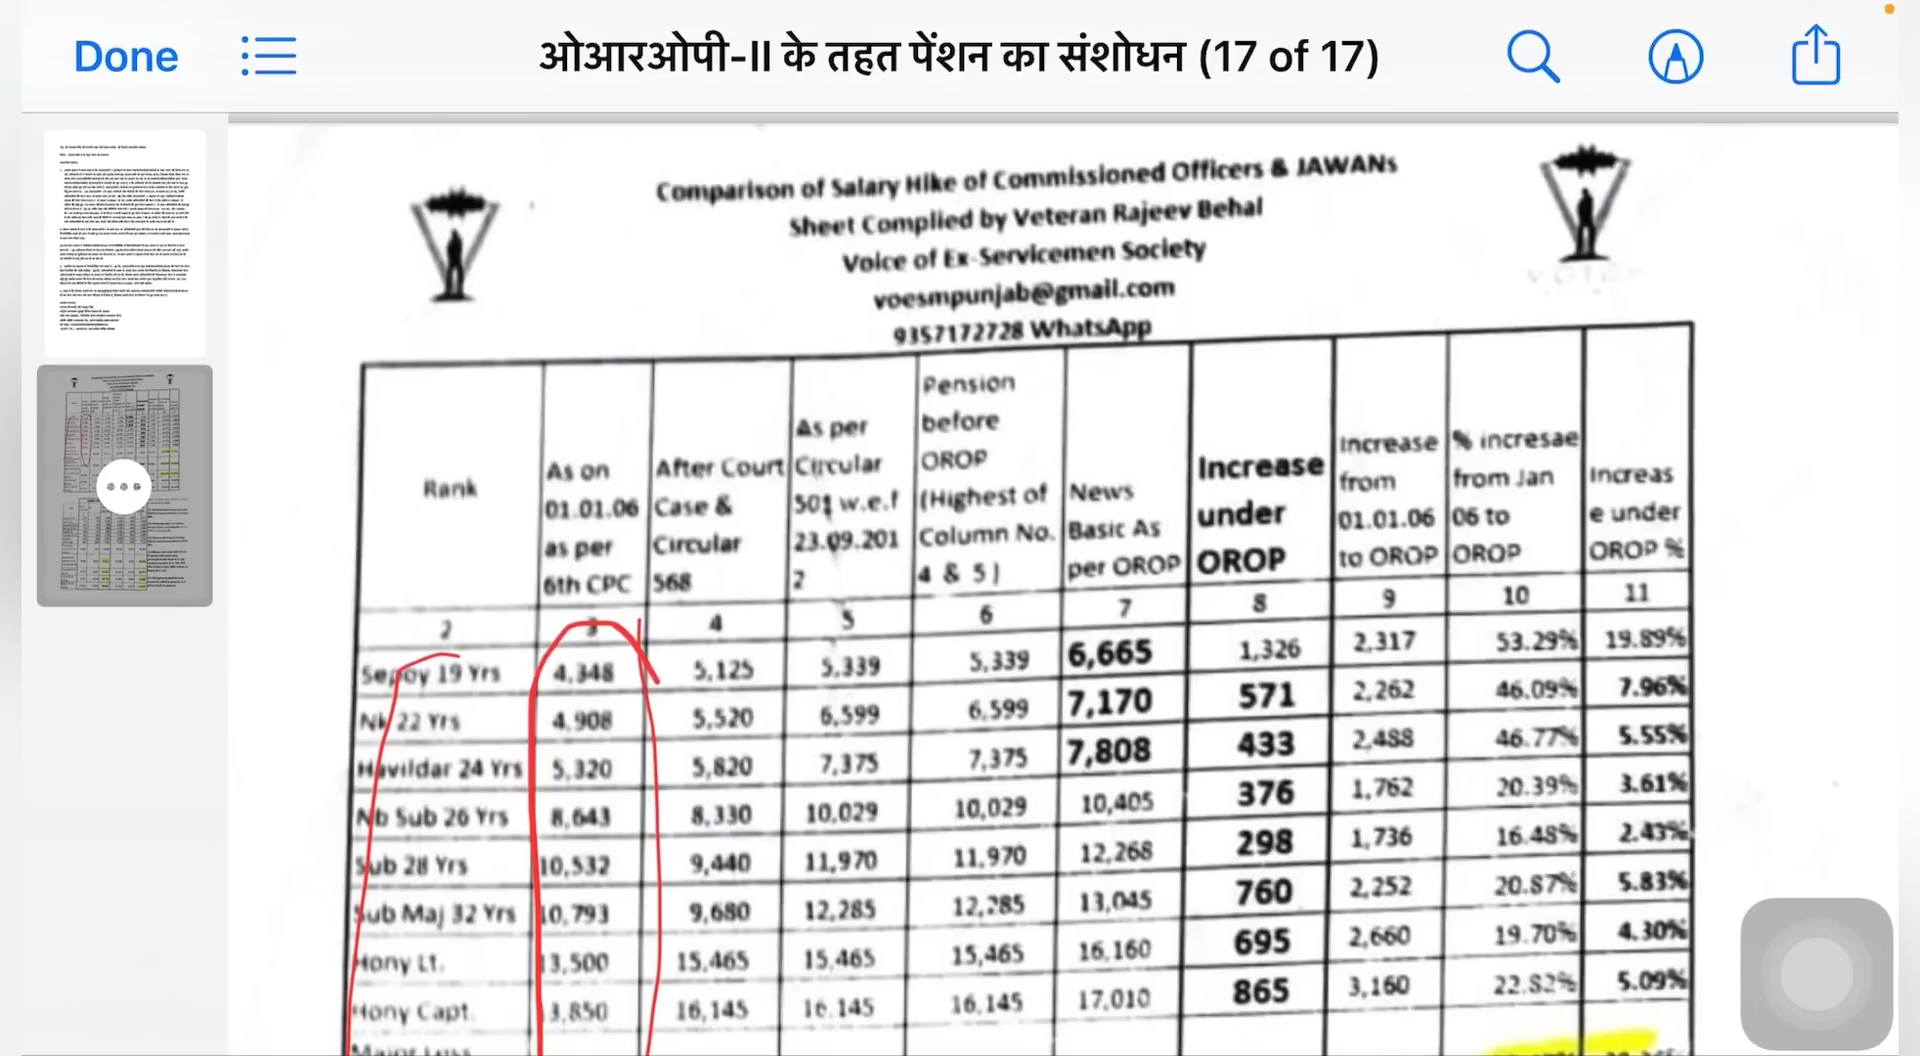 Done
ओआरओपी-II के तहत पेंशन का संशोधन (17 of 17)
Comparison of Salary Hike of Commissioned Officers & JAWANs
Sheet Complied by Veteran Rajeev Behal
Voice of Ex-Servicemen Society
voesmpunjab@gmail.com
9357172728 WhatsApp
Rank | As on 01.01.06 as per 6th CPC | After Court Case & Circular 568 | As per Circular 501 w.e.f 23.09.2012 | Pension before OROP (Highest of Column No. 4 & 5) | News Basic As per OROP | Increase under OROP | Increase from 01.01.06 to OROP | % incresae from Jan 06 to OROP | Increase under OROP %
2 | 3 | 4 | 5 | 6 | 7 | 8 | 9 | 10 | 11
Sepoy 19 Yrs | 4,348 | 5,125 | 5,339 | 5,339 | 6,665 | 1,326 | 2,317 | 53.29% | 19.89%
Nk 22 Yrs | 4,908 | 5,520 | 6,599 | 6,599 | 7,170 | 571 | 2,262 | 46.09% | 7.96%
Havildar 24 Yrs | 5,320 | 5,820 | 7,375 | 7,375 | 7,808 | 433 | 2,488 | 46.77% | 5.55%
Nb Sub 26 Yrs | 8,643 | 8,330 | 10,029 | 10,029 | 10,405 | 376 | 1,762 | 20.39% | 3.61%
Sub 28 Yrs | 10,532 | 9,440 | 11,970 | 11,970 | 12,268 | 298 | 1,736 | 16.48% | 2.43%
Sub Maj 32 Yrs | 10,793 | 9,680 | 12,285 | 12,285 | 13,045 | 760 | 2,252 | 20.87% | 5.83%
Hony Lt. | 13,500 | 15,465 | 15,465 | 15,465 | 16,160 | 695 | 2,660 | 19.70% | 4.30%
Hony Capt. | 13,850 | 16,145 | 16,145 | 16,145 | 17,010 | 865 | 3,160 | 22.82% | 5.09%